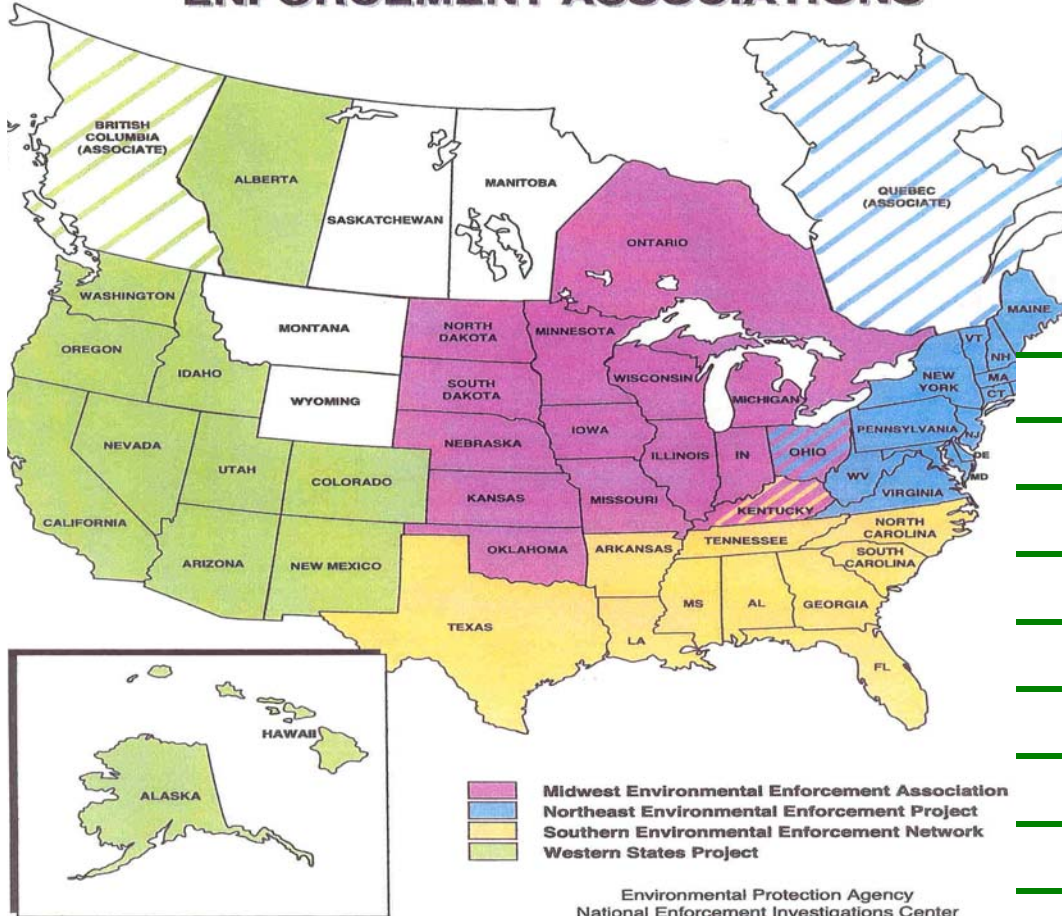 ENFORCEMENT ASSOCIATIONS
BRITISH
COLUMBIA
(ASSOCIATE)
ALBERTA
SASKATCHEWAN
MANITOBA
ONTARIO
QUEBEC
(ASSOCIATE)
WASHINGTON
MONTANA
NORTH
DAKOTA
MINNESOTA
MAINE
VT
NH
OREGON
IDAHO
WYOMING
SOUTH
DAKOTA
WISCONSIN
MICHIGAN
NEW
YORK
MA
CT
NEVADA
UTAH
COLORADO
NEBRASKA
IOWA
ILLINOIS
IN
OHIO
PENNSYLVANIA
NJ
DE
MD
WV
VIRGINIA
CALIFORNIA
KANSAS
MISSOURI
KENTUCKY
ARIZONA
NEW MEXICO
OKLAHOMA
ARKANSAS
TENNESSEE
NORTH
CAROLINA
SOUTH
CAROLINA
TEXAS
LA
MS
AL
GEORGIA
FL
HAWAII
ALASKA
Midwest Environmental Enforcement Association
Northeast Environmental Enforcement Project
Southern Environmental Enforcement Network
Western States Project
Environmental Protection Agency
National Enforcement Investigations Center